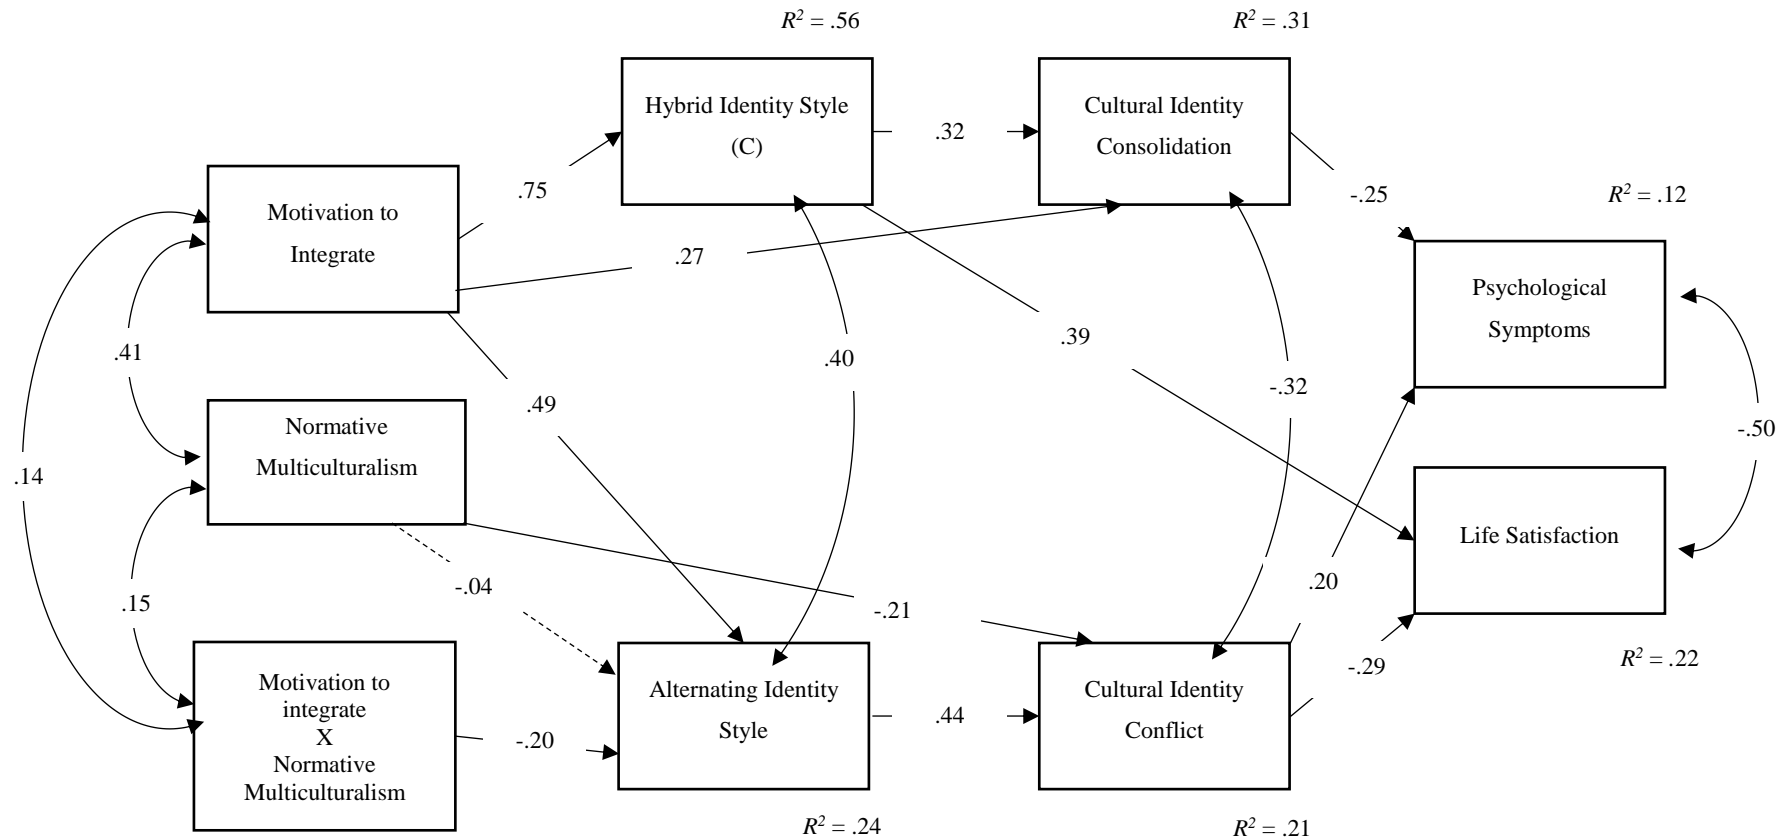 R² = .56
R² = .31
Hybrid Identity Style
(C)
.32
Cultural Identity
Consolidation
.75
-.25
R² = .12
Motivation to
Integrate
.27
Psychological
Symptoms
.39
.41
.40
.49
-.32
-.50
Normative
Multiculturalism
.14
Life Satisfaction
-.04
.20
.15
-.21
R² = .22
-.29
Motivation to
integrate
X
Normative
Multiculturalism
-.20
Alternating Identity
Style
.44
Cultural Identity
Conflict
R² = .24
R² = .21